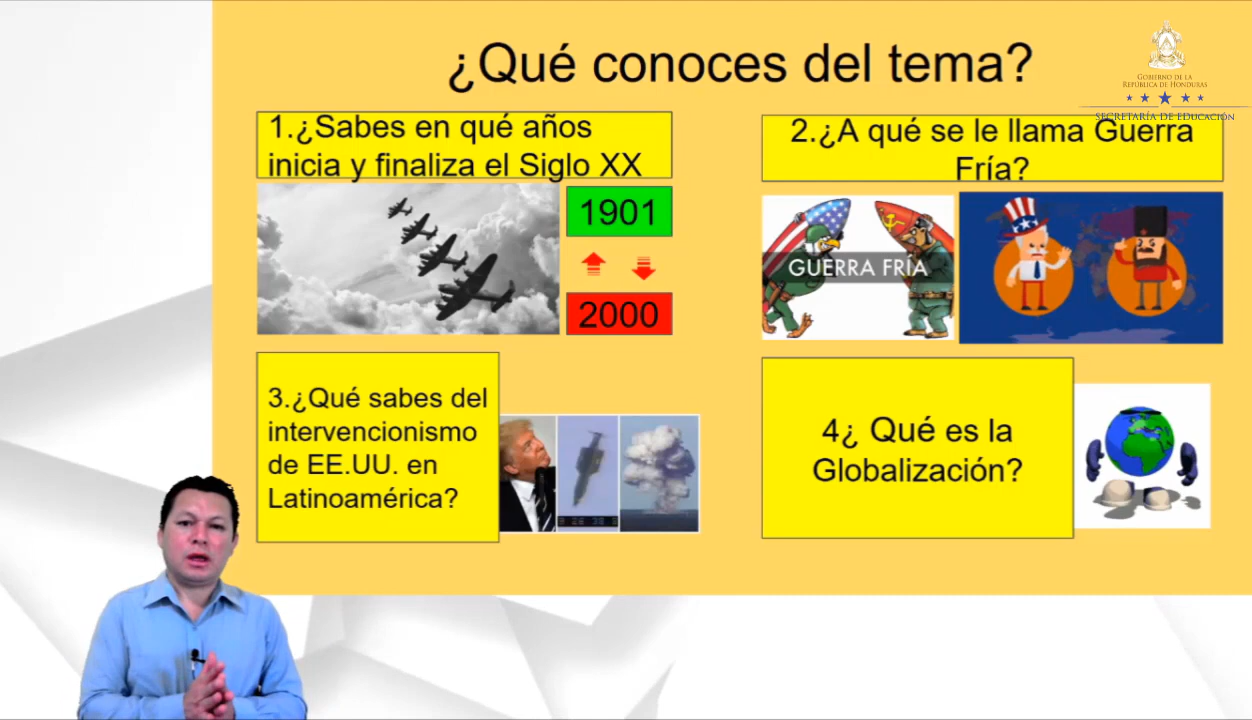 ¿Qué conoces del tema?
GOBIERNO DE LA
REPÚBLICA DE HONDURAS
SECRETARÍA DE EDUCACIÓN
1.¿Sabes en qué años
inicia y finaliza el Siglo XX
1901
2000
2.¿A qué se le llama Guerra
Fría?
GUERRA FRÍA
3.¿Qué sabes del
intervencionismo
de EE.UU. en
Latinoamérica?
4¿ Qué es la
Globalización?